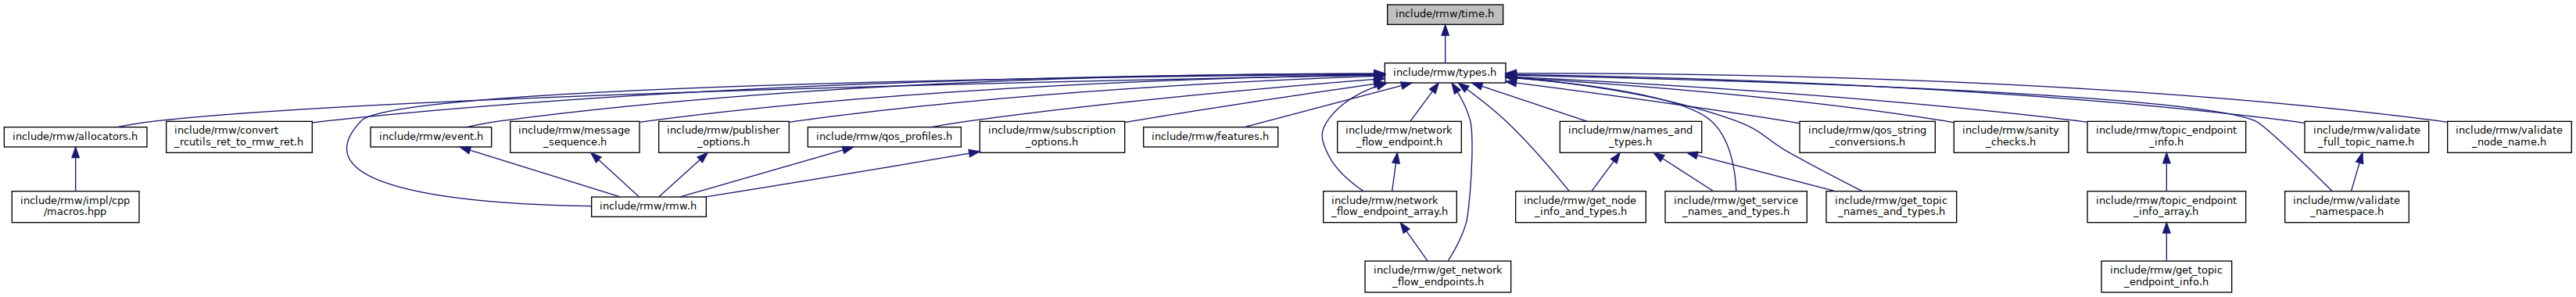 include/rmw/time.h
include/rmw/types.h
include/rmw/allocators.h
include/rmw/convert
_rcutils_ret_to_rmw_ret.h
include/rmw/event.h
include/rmw/message
_sequence.h
include/rmw/publisher
_options.h
include/rmw/qos_profiles.h
include/rmw/subscription
_options.h
include/rmw/features.h
include/rmw/network
_flow_endpoint.h
include/rmw/names_and
_types.h
include/rmw/qos_string
_conversions.h
include/rmw/sanity
_checks.h
include/rmw/topic_endpoint
_info.h
include/rmw/validate
_full_topic_name.h
include/rmw/validate
_node_name.h
include/rmw/impl/cpp
/macros.hpp
include/rmw/rmw.h
include/rmw/network
_flow_endpoint_array.h
include/rmw/get_node
_info_and_types.h
include/rmw/get_service
_names_and_types.h
include/rmw/get_topic
_names_and_types.h
include/rmw/topic_endpoint
_info_array.h
include/rmw/validate
_namespace.h
include/rmw/get_network
_flow_endpoints.h
include/rmw/get_topic
_endpoint_info.h